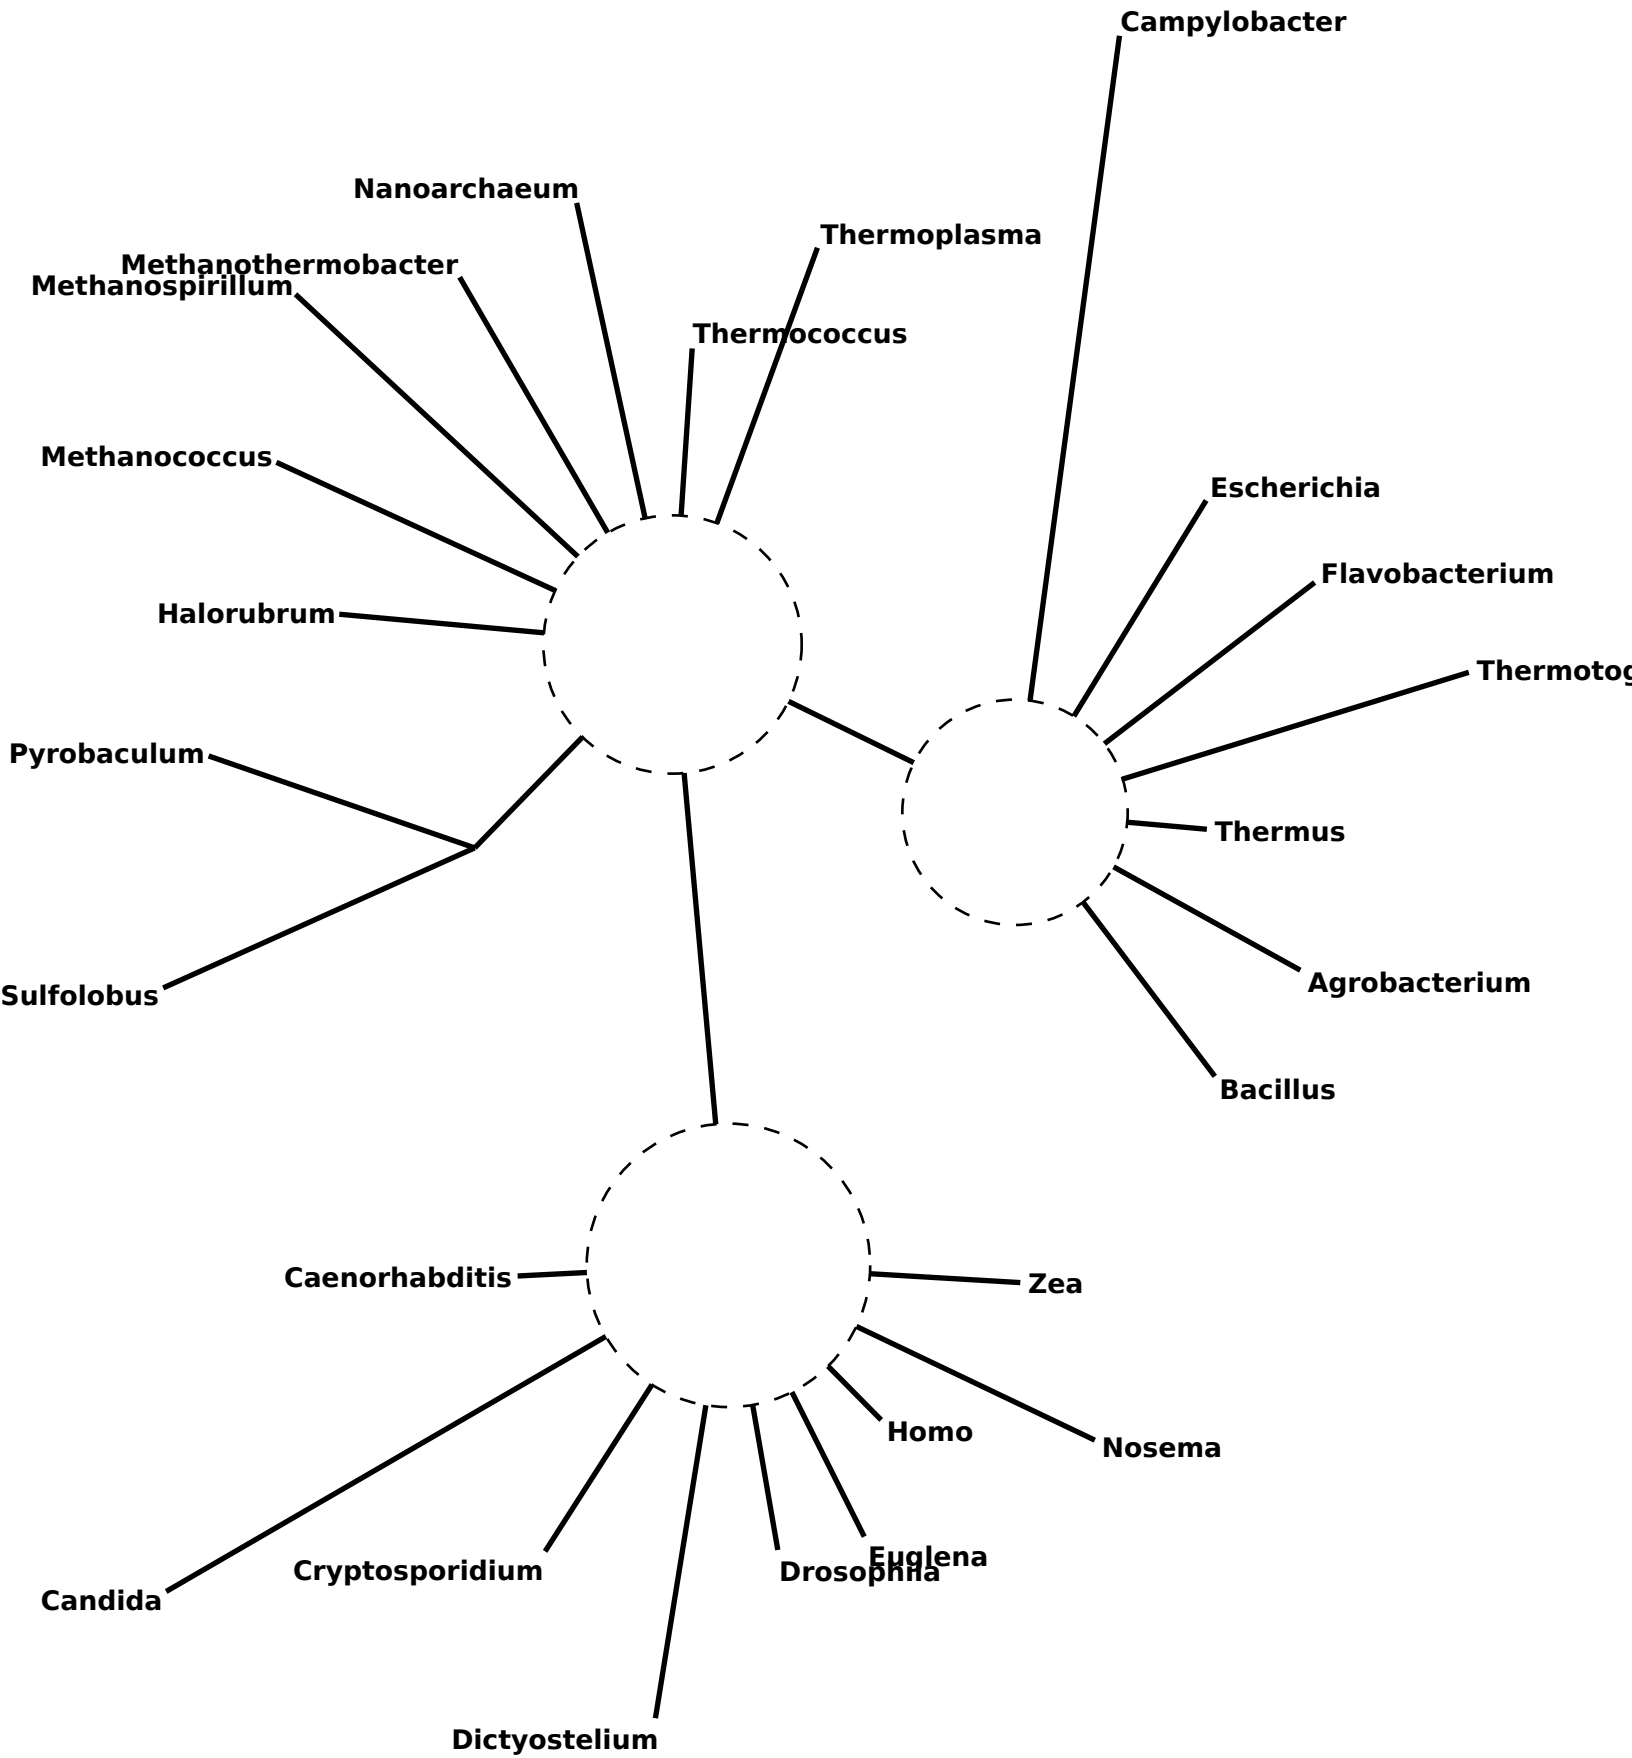 Campylobacter
Nanoarchaeum
Thermoplasma
Methanothermobacter
Methanospirillum
Thermococcus
Methanococcus
Escherichia
Flavobacterium
Halorubrum
Thermotog
Pyrobaculum
Thermus
Agrobacterium
Sulfolobus
Bacillus
Caenorhabditis
Zea
Homo
Nosema
Euglena
Cryptosporidium
Drosophila
Candida
Dictyostelium